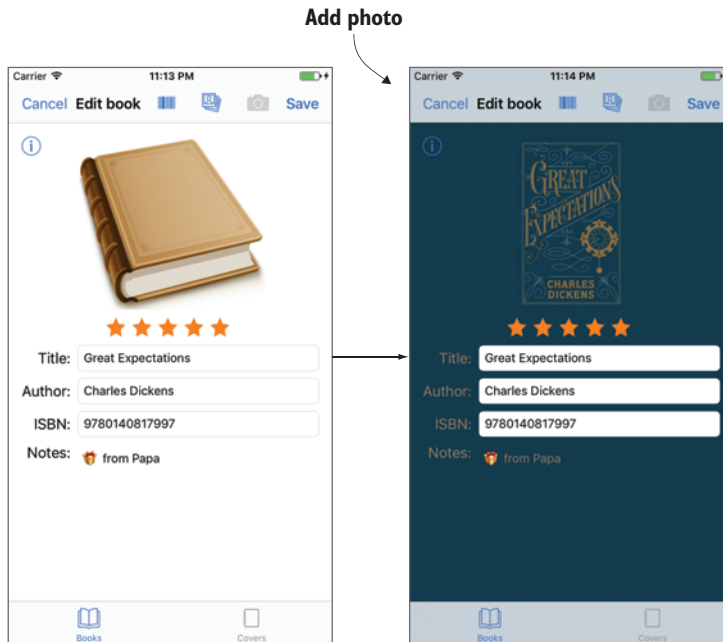 Add photo
Carrier 11:13 PM
Cancel Edit book Save
Title: Great Expectations
Author: Charles Dickens
ISBN: 9780140817997
Notes: from Papa
Books Covers
Carrier 11:14 PM
Cancel Edit book Save
GREAT
EXPECTATIONS
CHARLES
DICKENS
Title: Great Expectations
Author: Charles Dickens
ISBN: 9780140817997
Notes: from Papa
Books Covers